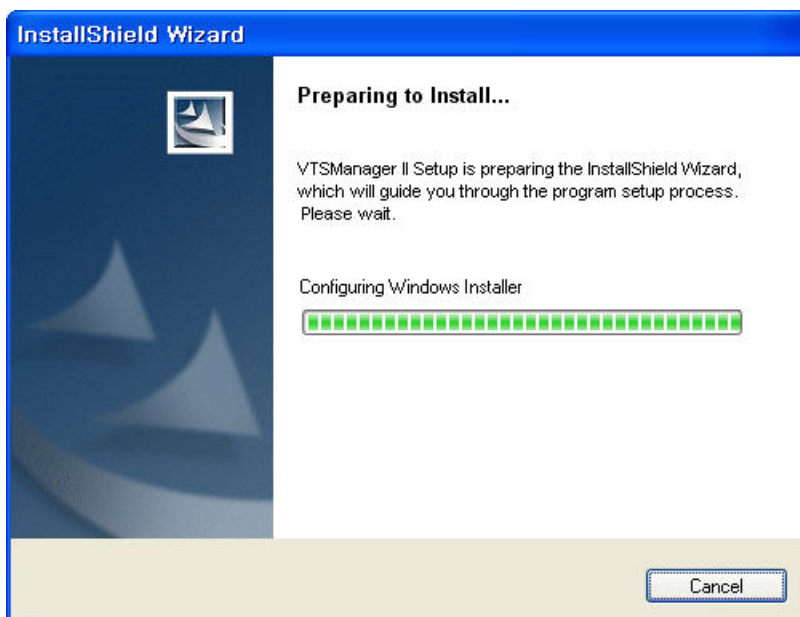 InstallShield Wizard
Preparing to Install...
VTSManager II Setup is preparing the InstallShield Wizard,
which will guide you through the program setup process.
Please wait.
Configuring Windows Installer
Cancel